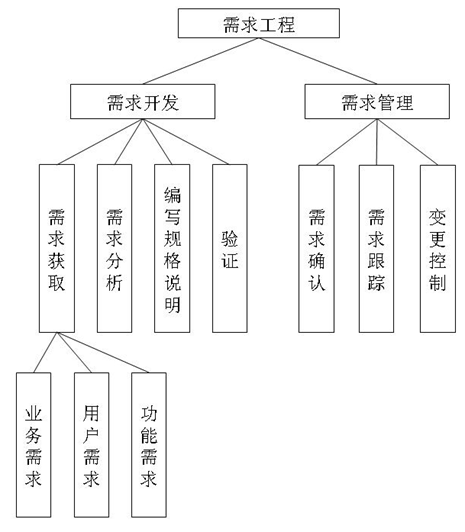 需求工程
需求开发
需求管理
需求获取
需求分析
编写规格说明
验证
需求确认
需求跟踪
变更控制
业务需求
用户需求
功能需求